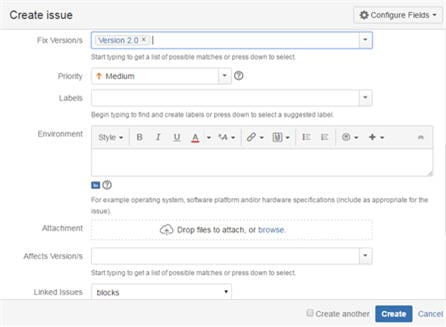 Create issue
Configure Fields
Fix Version/s
Version 2.0 ×
Start typing to get a list of possible matches or press down to select.
Priority
Medium
Labels
Begin typing to find and create labels or press down to select a suggested label.
Environment
Style B I U A
For example operating system, software platform and/or hardware specifications (include as appropriate for the
issue).
Attachment
Drop files to attach, or browse.
Affects Version/s
Start typing to get a list of possible matches or press down to select.
Linked Issues
blocks
Create another Create Cancel